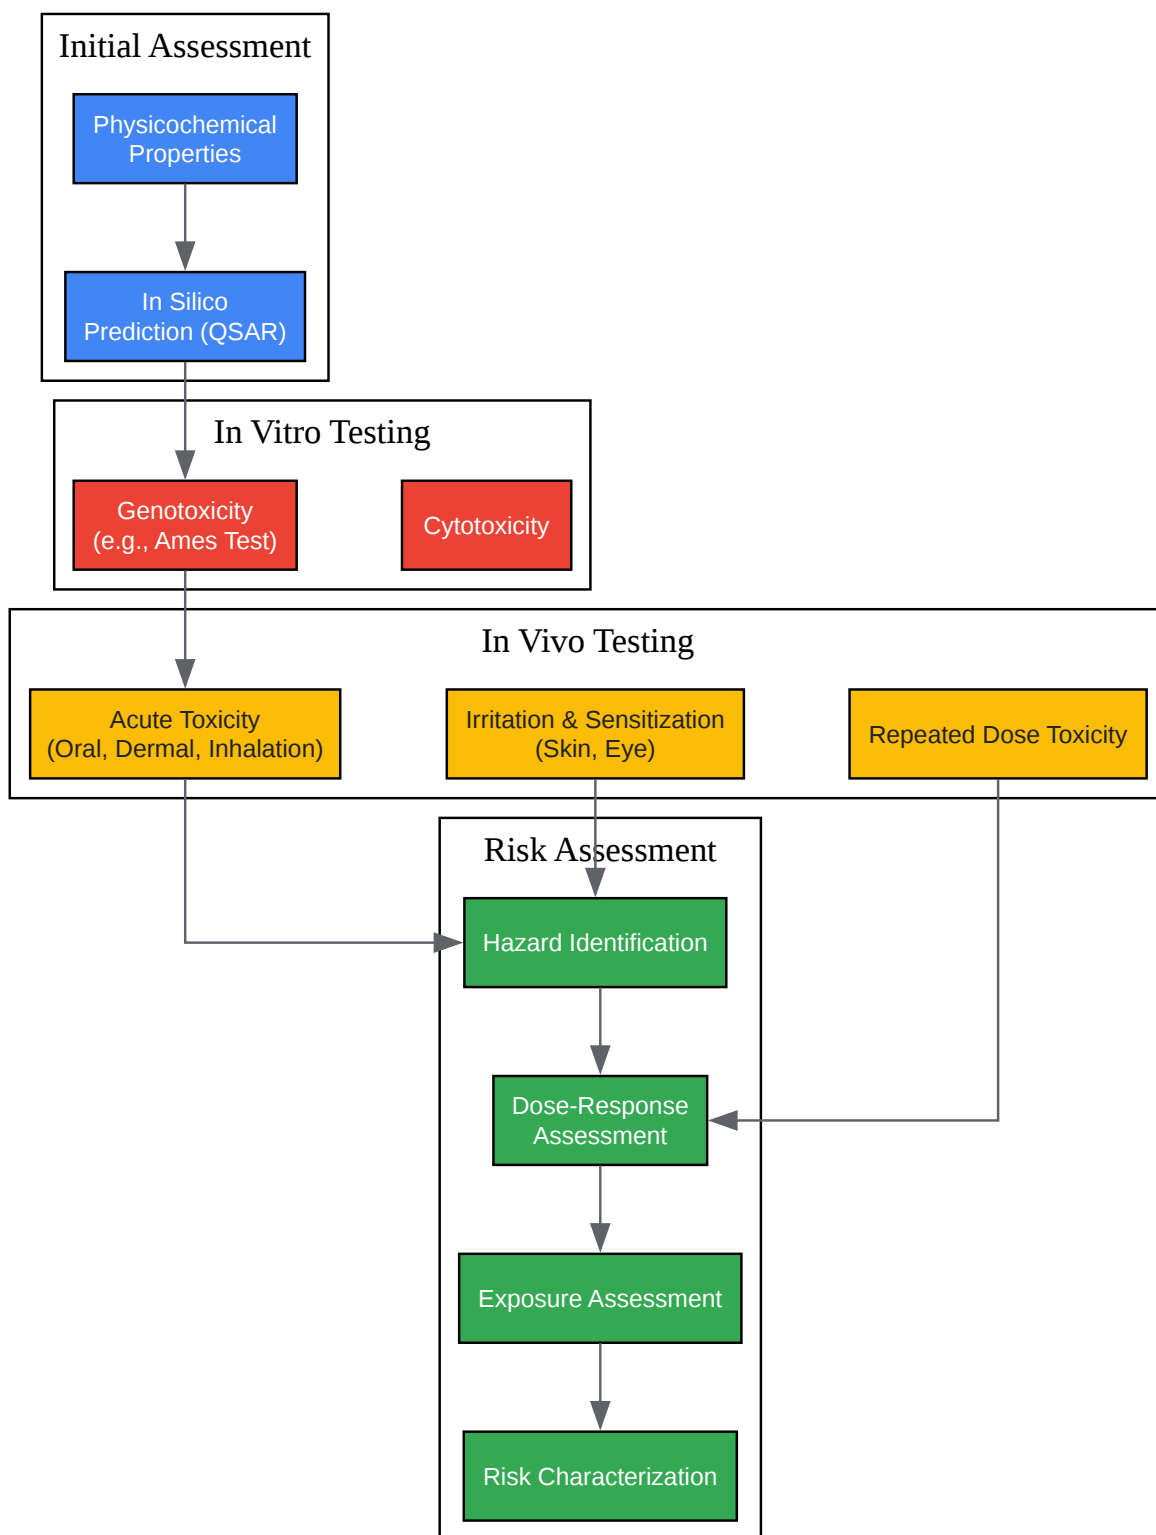 Initial Assessment
Physicochemical
Properties
In Silico
Prediction (QSAR)
In Vitro Testing
Genotoxicity
(e.g., Ames Test)
Cytotoxicity
In Vivo Testing
Acute Toxicity
(Oral, Dermal, Inhalation)
Irritation & Sensitization
(Skin, Eye)
Repeated Dose Toxicity
Risk Assessment
Hazard Identification
Dose-Response
Assessment
Exposure Assessment
Risk Characterization